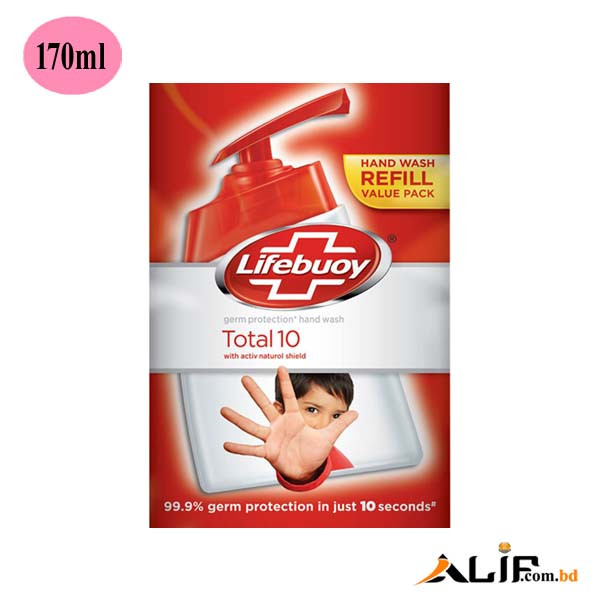 170ml
HAND WASH
REFILL
VALUE PACK
Lifebuoy
®
germ protection* hand wash
Total 10
with activ naturol shield
99.9% germ protection in just 10 seconds#
ALIF.com.bd